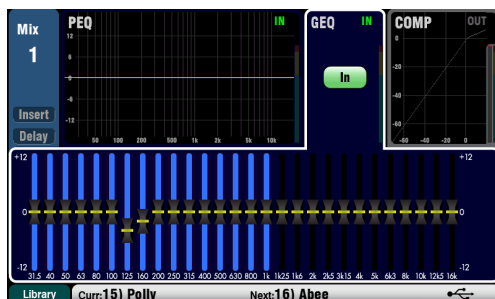 Mix
1
Insert
Delay
PEQ IN
12
6
0
-6
-12
50 100 200 500 1k 2k 5k 10k
GEQ IN
In
COMP OUT
-0
-20
-40
-60
-60 -40 -20 0
+12 +12
0 0
-12 -12
31.5 40 50 63 80 100 125 160 200 250 315 400 500 630 800 1k 1k25 1k6 2k 2k5 3k15 4k 5k 6k3 8k 10k 12k5 16k
Library Curr:15) Polly Next:16) Abee